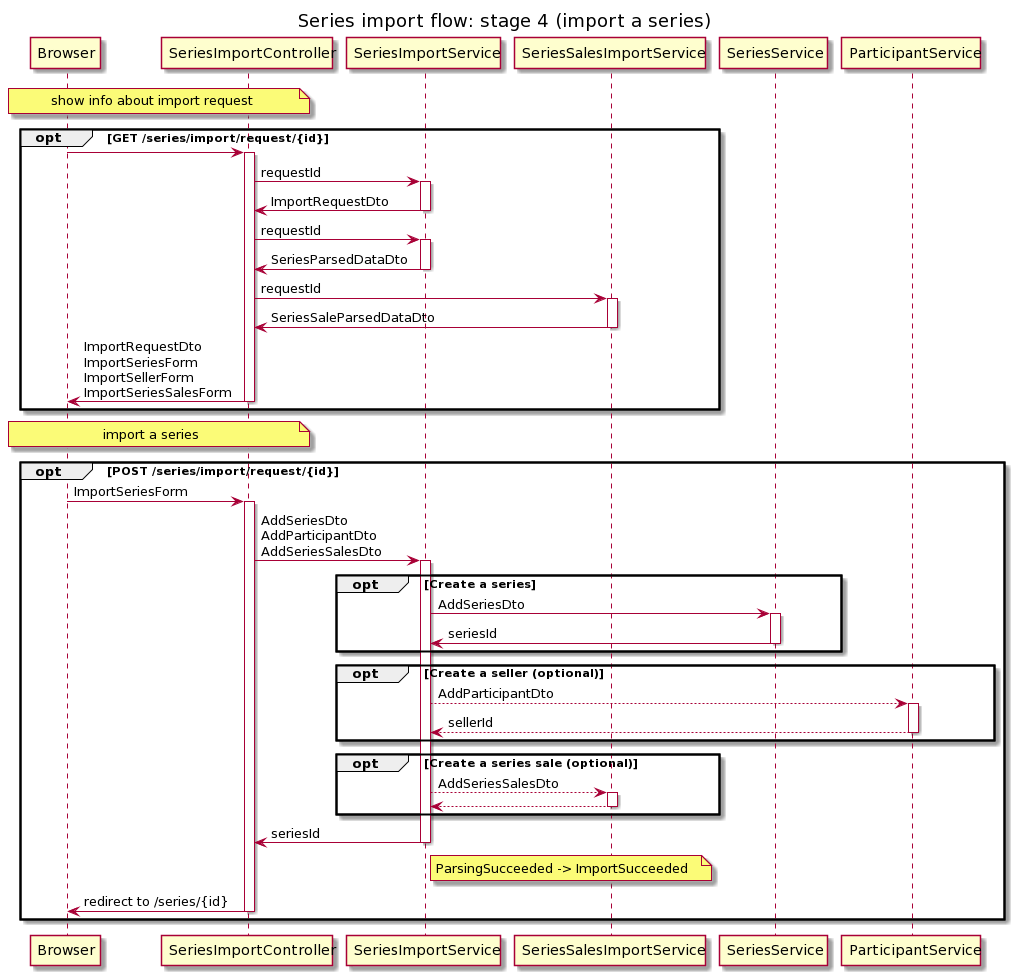 Series import flow: stage 4 (import a series)
Browser SeriesImportController SeriesImportService SeriesSalesImportService SeriesService ParticipantService
show info about import request
opt [GET /series/import/request/{id}]
requestId
ImportRequestDto
requestId
SeriesParsedDataDto
requestId
SeriesSaleParsedDataDto
ImportRequestDto
ImportSeriesForm
ImportSellerForm
ImportSeriesSalesForm
import a series
opt [POST /series/import/request/{id}]
ImportSeriesForm
AddSeriesDto
AddParticipantDto
AddSeriesSalesDto
opt [Create a series]
AddSeriesDto
seriesId
opt [Create a seller (optional)]
AddParticipantDto
sellerId
opt [Create a series sale (optional)]
AddSeriesSalesDto
seriesId
ParsingSucceeded -> ImportSucceeded
redirect to /series/{id}
Browser SeriesImportController SeriesImportService SeriesSalesImportService SeriesService ParticipantService